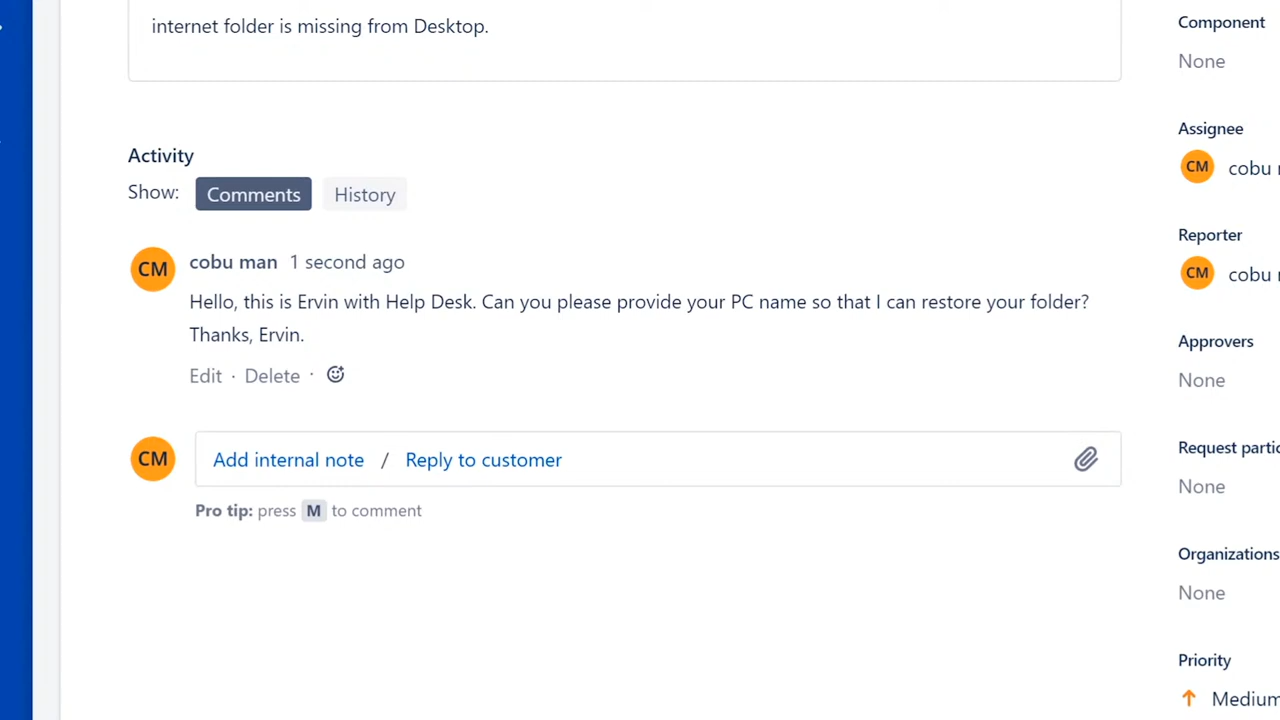 internet folder is missing from Desktop.
Activity
Show: Comments History
CM cobu man 1 second ago
Hello, this is Ervin with Help Desk. Can you please provide your PC name so that I can restore your folder?
Thanks, Ervin.
Edit · Delete ·
CM Add internal note / Reply to customer
Pro tip: press M to comment
Component
None
Assignee
CM cobu
Reporter
CM cobu
Approvers
None
Request
None
Organizations
None
Priority
Medium